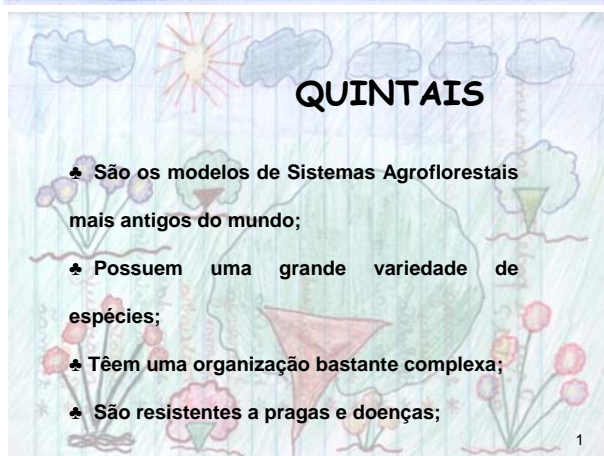 QUINTAIS
♣ São os modelos de Sistemas Agroflorestais
mais antigos do mundo;
♣ Possuem uma grande variedade de
espécies;
♣ Têem uma organização bastante complexa;
♣ São resistentes a pragas e doenças;
1